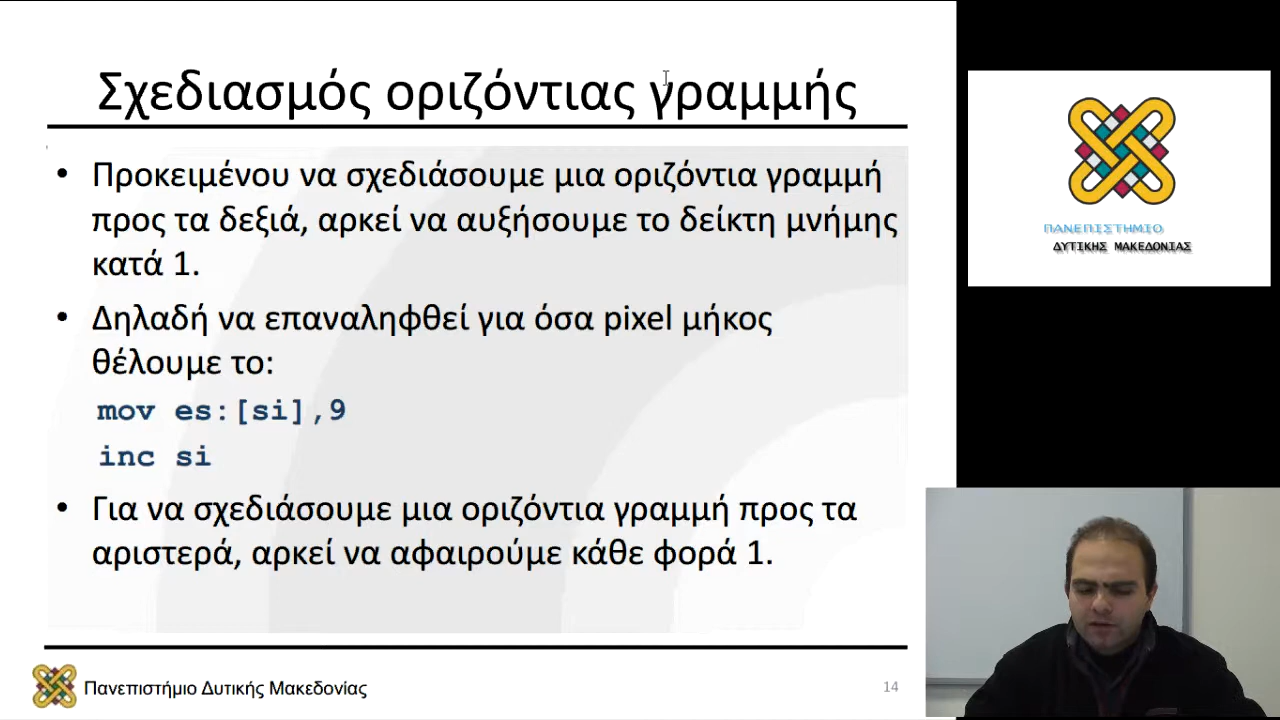 Σχεδιασμός οριζόντιας γραμμής
• Προκειμένου να σχεδιάσουμε μια οριζόντια γραμμή
προς τα δεξιά, αρκεί να αυξήσουμε το δείκτη μνήμης
κατά 1.
• Δηλαδή να επαναληφθεί για όσα pixel μήκος
θέλουμε το:
mov es:[si],9
inc si
• Για να σχεδιάσουμε μια οριζόντια γραμμή προς τα
αριστερά, αρκεί να αφαιρούμε κάθε φορά 1.
Πανεπιστήμιο Δυτικής Μακεδονίας
14
ΠΑΝΕΠΙΣΤΗΜΙΟ
ΔΥΤΙΚΗΣ ΜΑΚΕΔΟΝΙΑΣ